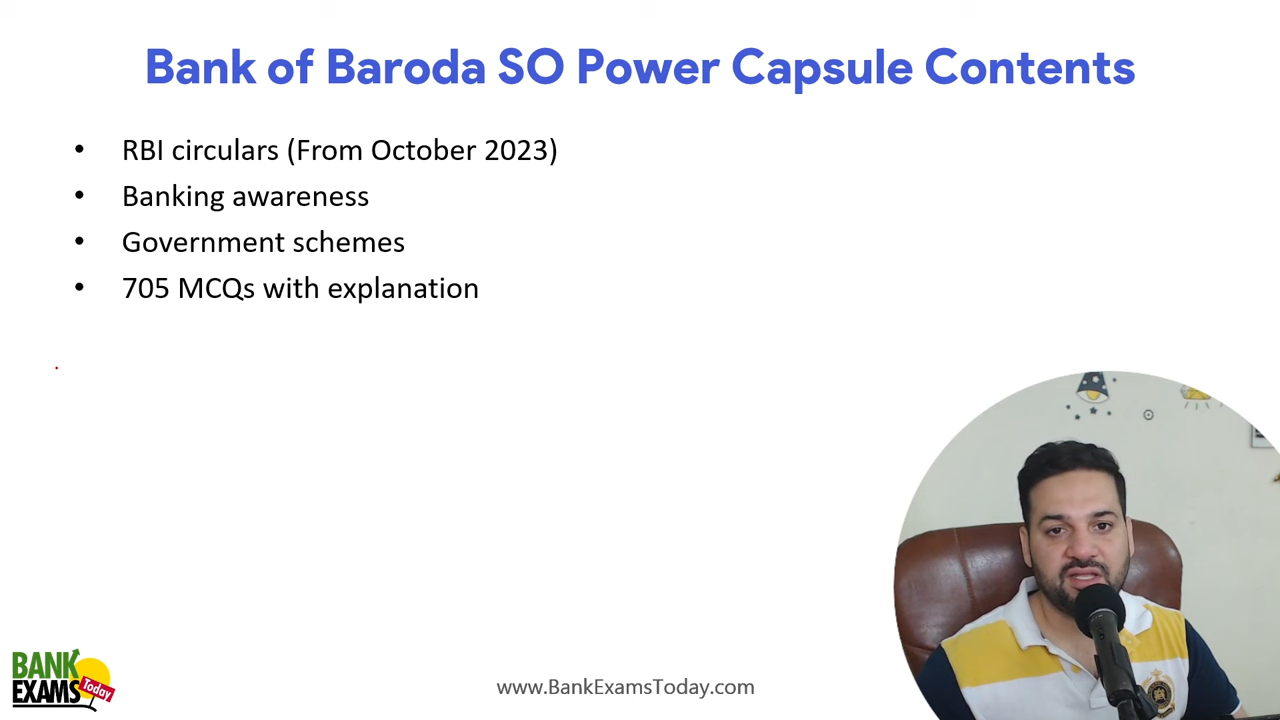 Bank of Baroda SO Power Capsule Contents
• RBI circulars (From October 2023)
• Banking awareness
• Government schemes
• 705 MCQs with explanation
BANK
EXAMS
Today
www.BankExamsToday.com